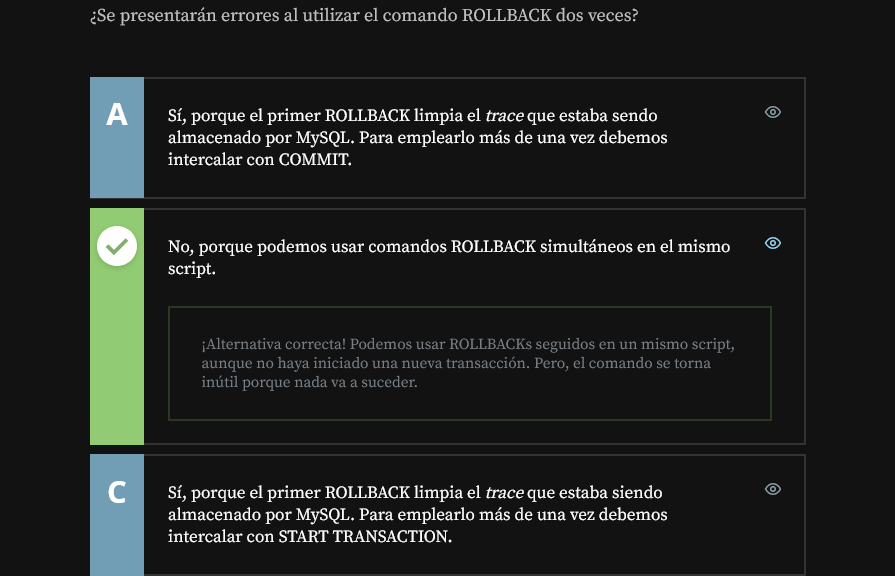 ¿Se presentarán errores al utilizar el comando ROLLBACK dos veces?
A
Sí, porque el primer ROLLBACK limpia el trace que estaba sendo
almacenado por MySQL. Para emplearlo más de una vez debemos
intercalar con COMMIT.
No, porque podemos usar comandos ROLLBACK simultáneos en el mismo
script.
¡Alternativa correcta! Podemos usar ROLLBACKs seguidos en un mismo script,
aunque no haya iniciado una nueva transacción. Pero, el comando se torna
inútil porque nada va a suceder.
C
Sí, porque el primer ROLLBACK limpia el trace que estaba siendo
almacenado por MySQL. Para emplearlo más de una vez debemos
intercalar con START TRANSACTION.